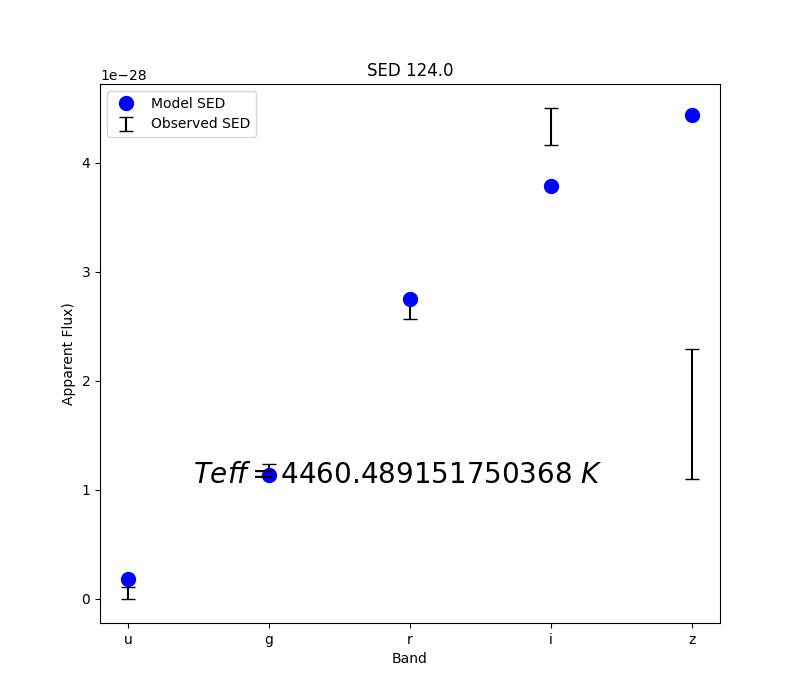 SED 124.0
1e−28
Model SED
Observed SED
4
3
2
1
0
Apparent Flux)
Teff = 4460.489151750368 K
u g r i z
Band